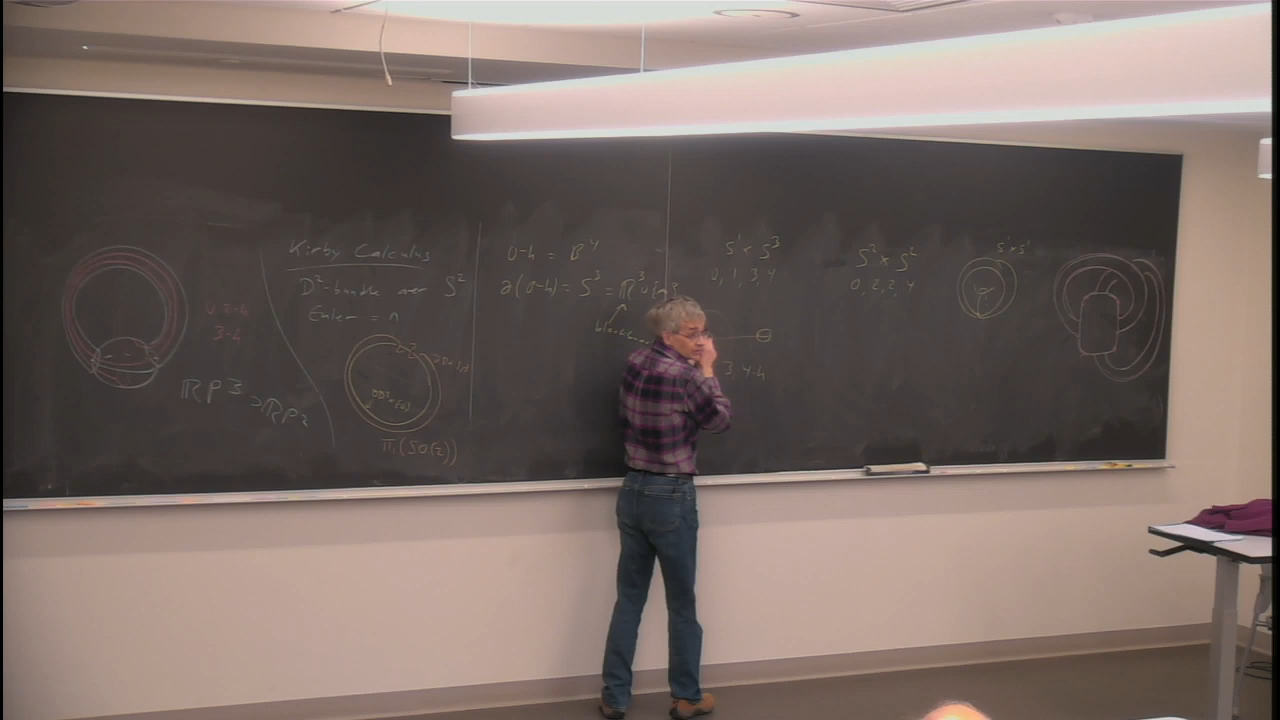 0, 2-h
3-h
RP³ ⊃ RP²
Kirby Calculus
D²-bundle over S²
Euler = n
π₁(SO(2))
0-h = B⁴
∂(0-h) = S³ = R³ ∪ {∞}
S¹ × S³
0, 1, 3, 4
3, 4-h
S² × S²
0, 2, 2, 4
S¹ × S¹